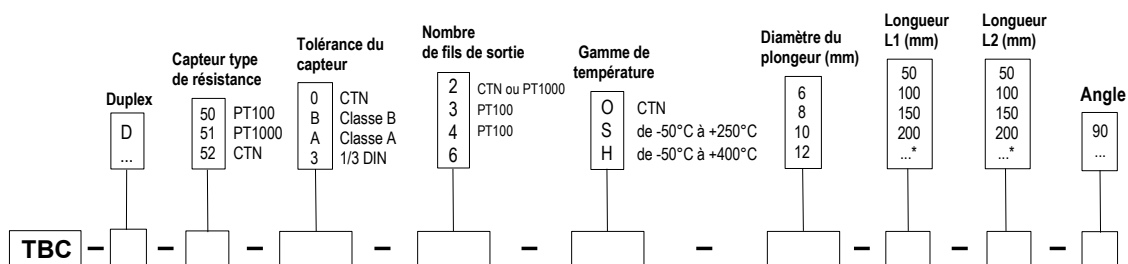 Duplex
D
...
Capteur type
de résistance
50 PT100
51 PT1000
52 CTN
Tolérance du
capteur
0 CTN
B Classe B
A Classe A
3 1/3 DIN
Nombre
de fils de sortie
2 CTN ou PT1000
3 PT100
4 PT100
6
Gamme de
température
O CTN
S de -50°C à +250°C
H de -50°C à +400°C
Diamètre du
plongeur (mm)
6
8
10
12
Longueur
L1 (mm)
50
100
150
200
...*
Longueur
L2 (mm)
50
100
150
200
...*
Angle
90
...
TBC – – – – – – – – –